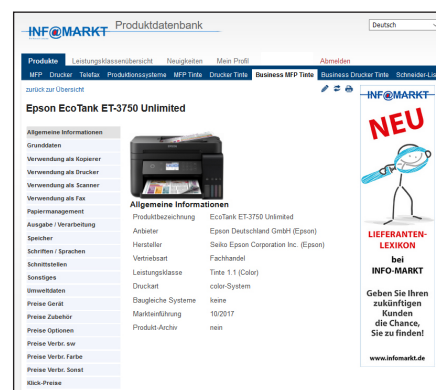 INF@MARKT Produktdatenbank
Deutsch
Produkte Leistungsklassenübersicht Neuigkeiten Mein Profil Abmelden
MFP Drucker Telefax Produktionssysteme MFP Tinte Drucker Tinte Business MFP Tinte Business Drucker Tinte Schneider-Lis
zurück zur Übersicht
Epson EcoTank ET-3750 Unlimited
Allgemeine Informationen
Grunddaten
Verwendung als Kopierer
Verwendung als Drucker
Verwendung als Scanner
Verwendung als Fax
Papiermanagement
Ausgabe / Verarbeitung
Speicher
Schriften / Sprachen
Schnittstellen
Sonstiges
Umweltdaten
Preise Gerät
Preise Zubehör
Preise Optionen
Preise Verbr. sw
Preise Verbr. Farbe
Preise Verbr. Sonst
Klick-Preise
Allgemeine Informationen
Produktbezeichnung EcoTank ET-3750 Unlimited
Anbieter Epson Deutschland GmbH (Epson)
Hersteller Seiko Epson Corporation Inc. (Epson)
Vertriebsart Fachhandel
Leistungsklasse Tinte 1.1 (Color)
Druckart color-System
Baugleiche Systeme keine
Markteinführung 10/2017
Produkt-Archiv nein
INF@MARKT
NEU
LIEFERANTEN-
LEXIKON
bei
INFO-MARKT
Geben Sie Ihren
zukünftigen
Kunden
die Chance,
Sie zu finden!
www.infomarkt.de